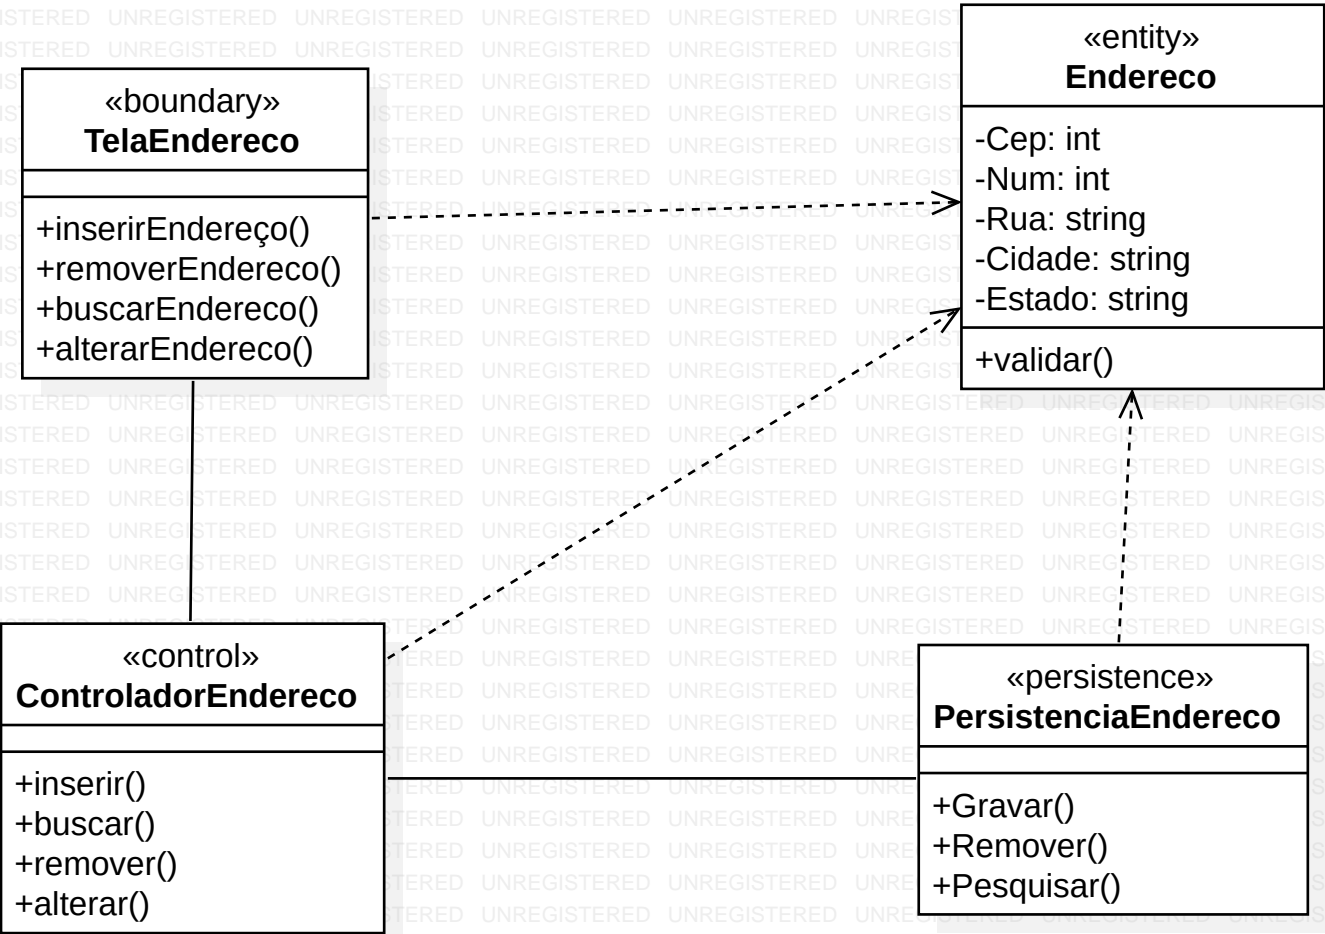 «boundary»
TelaEndereco
+inserirEndereço()
+removerEndereco()
+buscarEndereco()
+alterarEndereco()
«entity»
Endereco
-Cep: int
-Num: int
-Rua: string
-Cidade: string
-Estado: string
+validar()
«control»
ControladorEndereco
+inserir()
+buscar()
+remover()
+alterar()
«persistence»
PersistenciaEndereco
+Gravar()
+Remover()
+Pesquisar()
UNREGISTERED